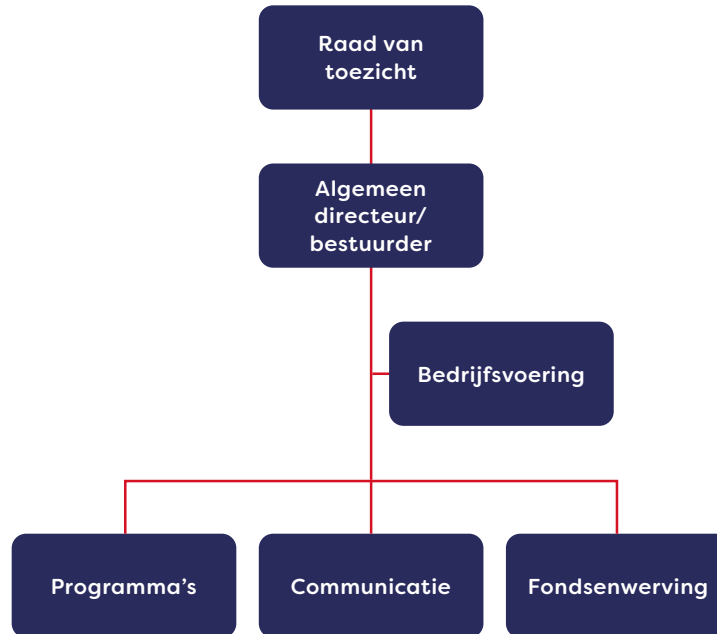 Raad van
toezicht
Algemeen
directeur/
bestuurder
Bedrijfsvoering
Programma’s
Communicatie
Fondsenwerving